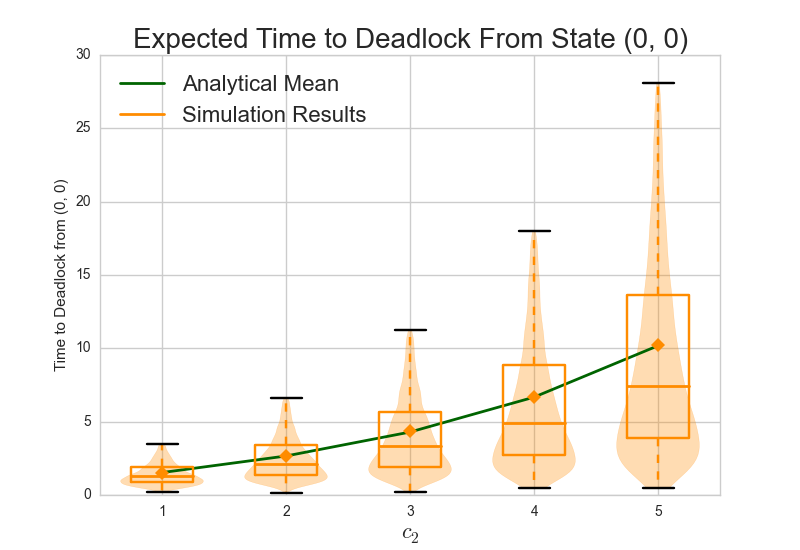 Expected Time to Deadlock From State (0, 0)
Analytical Mean
Simulation Results
Time to Deadlock from (0, 0)
30
25
20
15
10
5
0
1 2 3 4 5
c₂